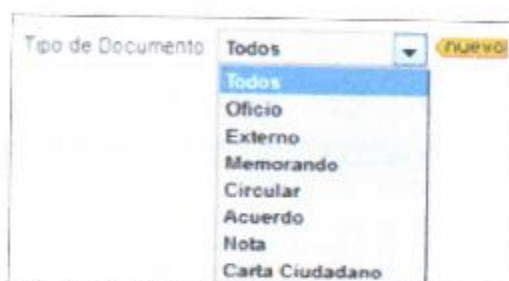 Tipo de Documento Todos nuevo
Todos
Oficio
Externo
Memorando
Circular
Acuerdo
Nota
Carta Ciudadano